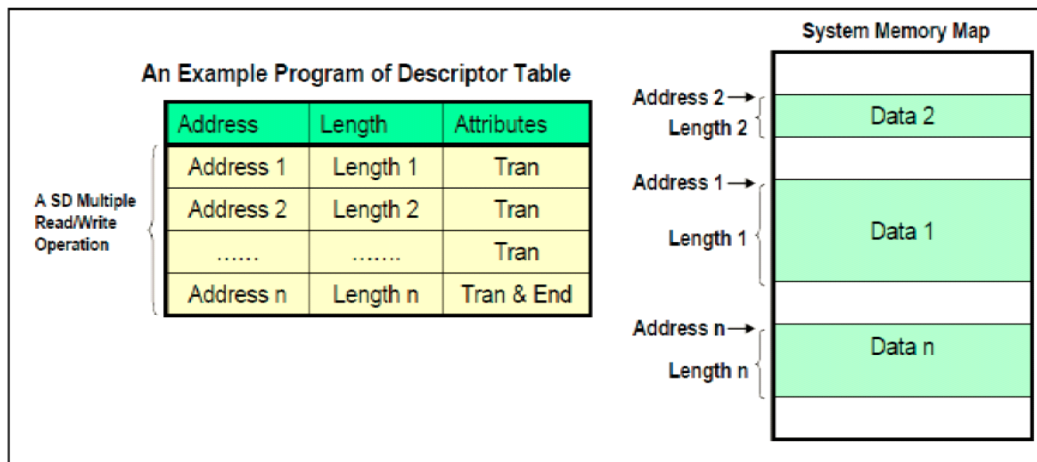 System Memory Map
An Example Program of Descriptor Table
Address Length Attributes
Address 1 Length 1 Tran
Address 2 Length 2 Tran
...... ....... Tran
Address n Length n Tran & End
A SD Multiple
Read/Write
Operation
Address 2
Length 2
Data 2
Address 1
Length 1
Data 1
Address n
Length n
Data n